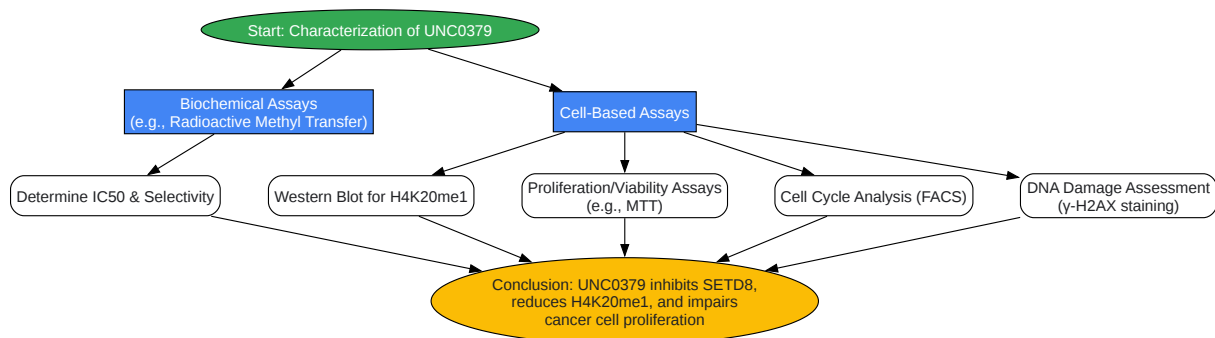 Start: Characterization of UNC0379
Biochemical Assays
(e.g., Radioactive Methyl Transfer)
Cell-Based Assays
Determine IC50 & Selectivity
Western Blot for H4K20me1
Proliferation/Viability Assays
(e.g., MTT)
Cell Cycle Analysis (FACS)
DNA Damage Assessment
(γ-H2AX staining)
Conclusion: UNC0379 inhibits SETD8,
reduces H4K20me1, and impairs
cancer cell proliferation